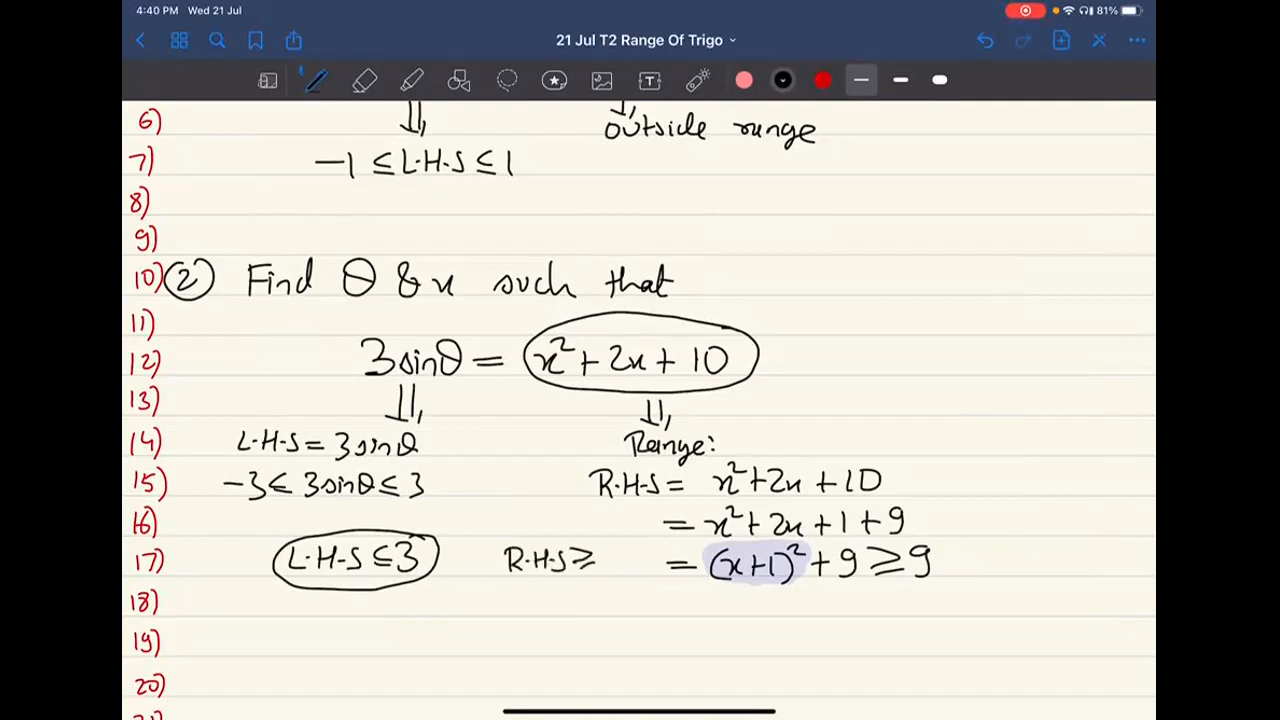 4:40 PM Wed 21 Jul 81%
21 Jul T2 Range Of Trigo
6) outside range
7) -1 ≤ L.H.S ≤ 1
8)
9)
10) ② Find θ & x such that
11)
12) 3sinθ = x² + 2x + 10
13)
14) L.H.S = 3sinθ Range:
15) -3 ≤ 3sinθ ≤ 3 R.H.S = x² + 2x + 10
16) = x² + 2x + 1 + 9
17) L.H.S ≤ 3 R.H.S ≥ = (x+1)² + 9 ≥ 9
18)
19)
20)